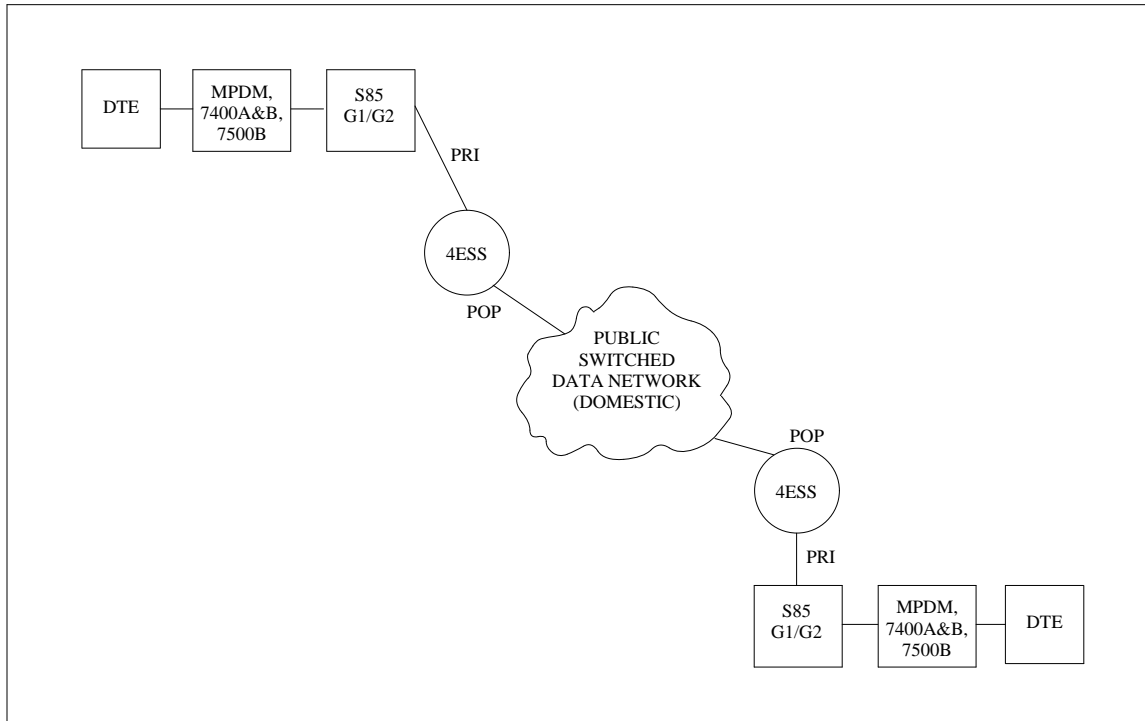 DTE
MPDM,
7400A&B,
7500B
S85
G1/G2
PRI
4ESS
POP
PUBLIC
SWITCHED
DATA NETWORK
(DOMESTIC)
POP
4ESS
PRI
S85
G1/G2
MPDM,
7400A&B,
7500B
DTE